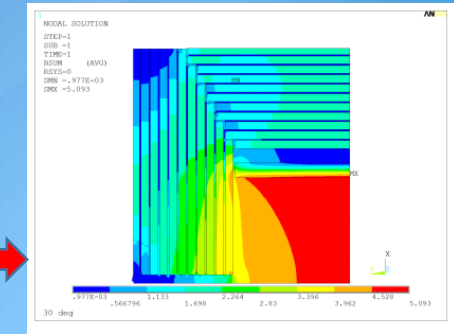 1
AN
NODAL SOLUTION
STEP=1
SUB =1
TIME=1
BSUM (AVG)
RSYS=0
SMN =.977E-03
SMX =5.093
MN
MX
X
Z
.977E-03 1.133 2.264 3.396 4.528
.566796 1.698 2.83 3.962 5.093
30 deg